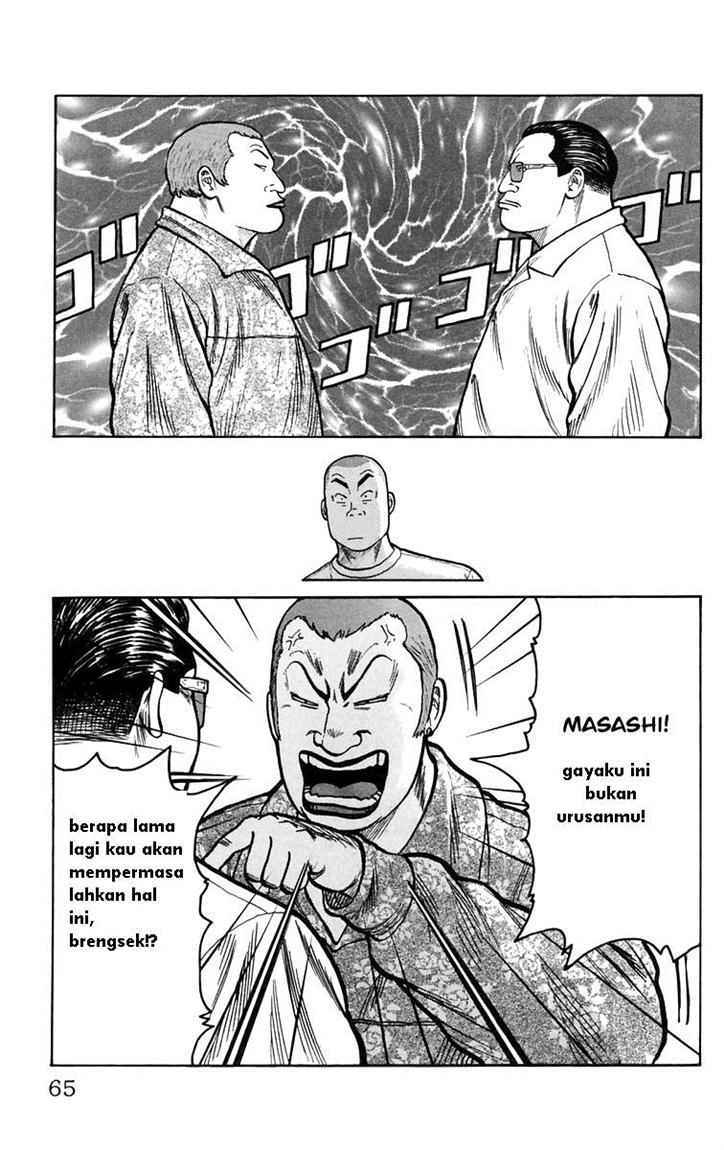 ゴ
ゴ
ゴ
ゴ
ゴ
MASASHI!
gayaku ini
bukan
urusanmu!
berapa lama
lagi kau akan
mempermasa
lahkan hal
ini,
brengsek!?
65